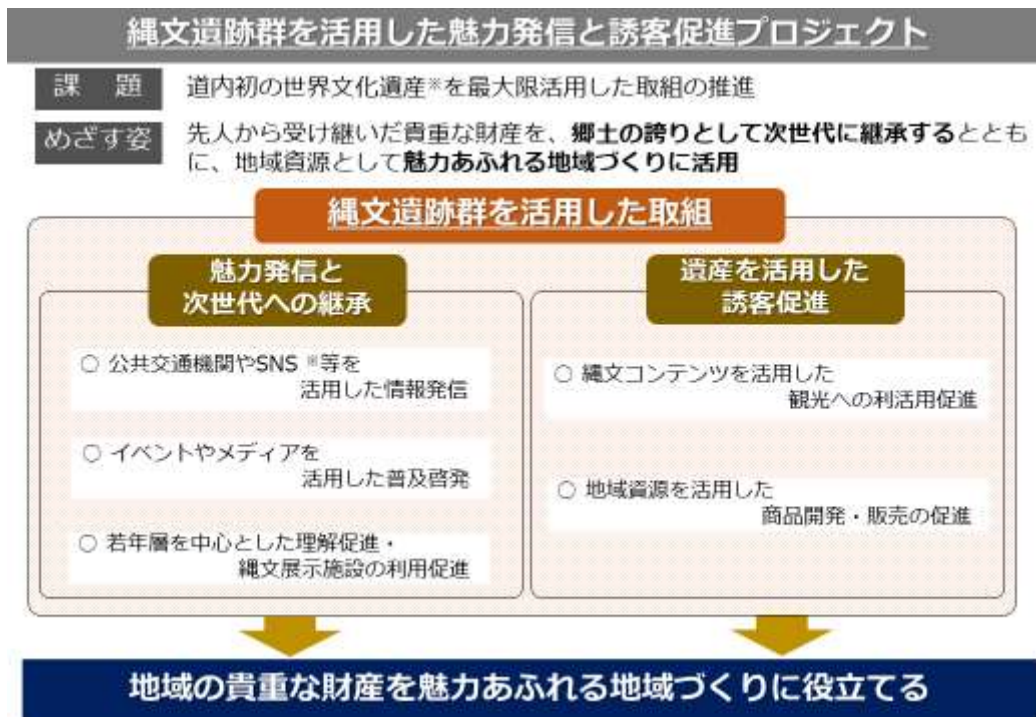 縄文遺跡群を活用した魅力発信と誘客促進プロジェクト
課 題
道内初の世界文化遺産※を最大限活用した取組の推進
めざす姿
先人から受け継いだ貴重な財産を、郷土の誇りとして次世代に継承するととも
に、地域資源として魅力あふれる地域づくりに活用
縄文遺跡群を活用した取組
魅力発信と
次世代への継承
○ 公共交通機関やSNS ※等を
活用した情報発信
○ イベントやメディアを
活用した普及啓発
○ 若年層を中心とした理解促進・
縄文展示施設の利用促進
遺産を活用した
誘客促進
○ 縄文コンテンツを活用した
観光への利活用促進
○ 地域資源を活用した
商品開発・販売の促進
地域の貴重な財産を魅力あふれる地域づくりに役立てる